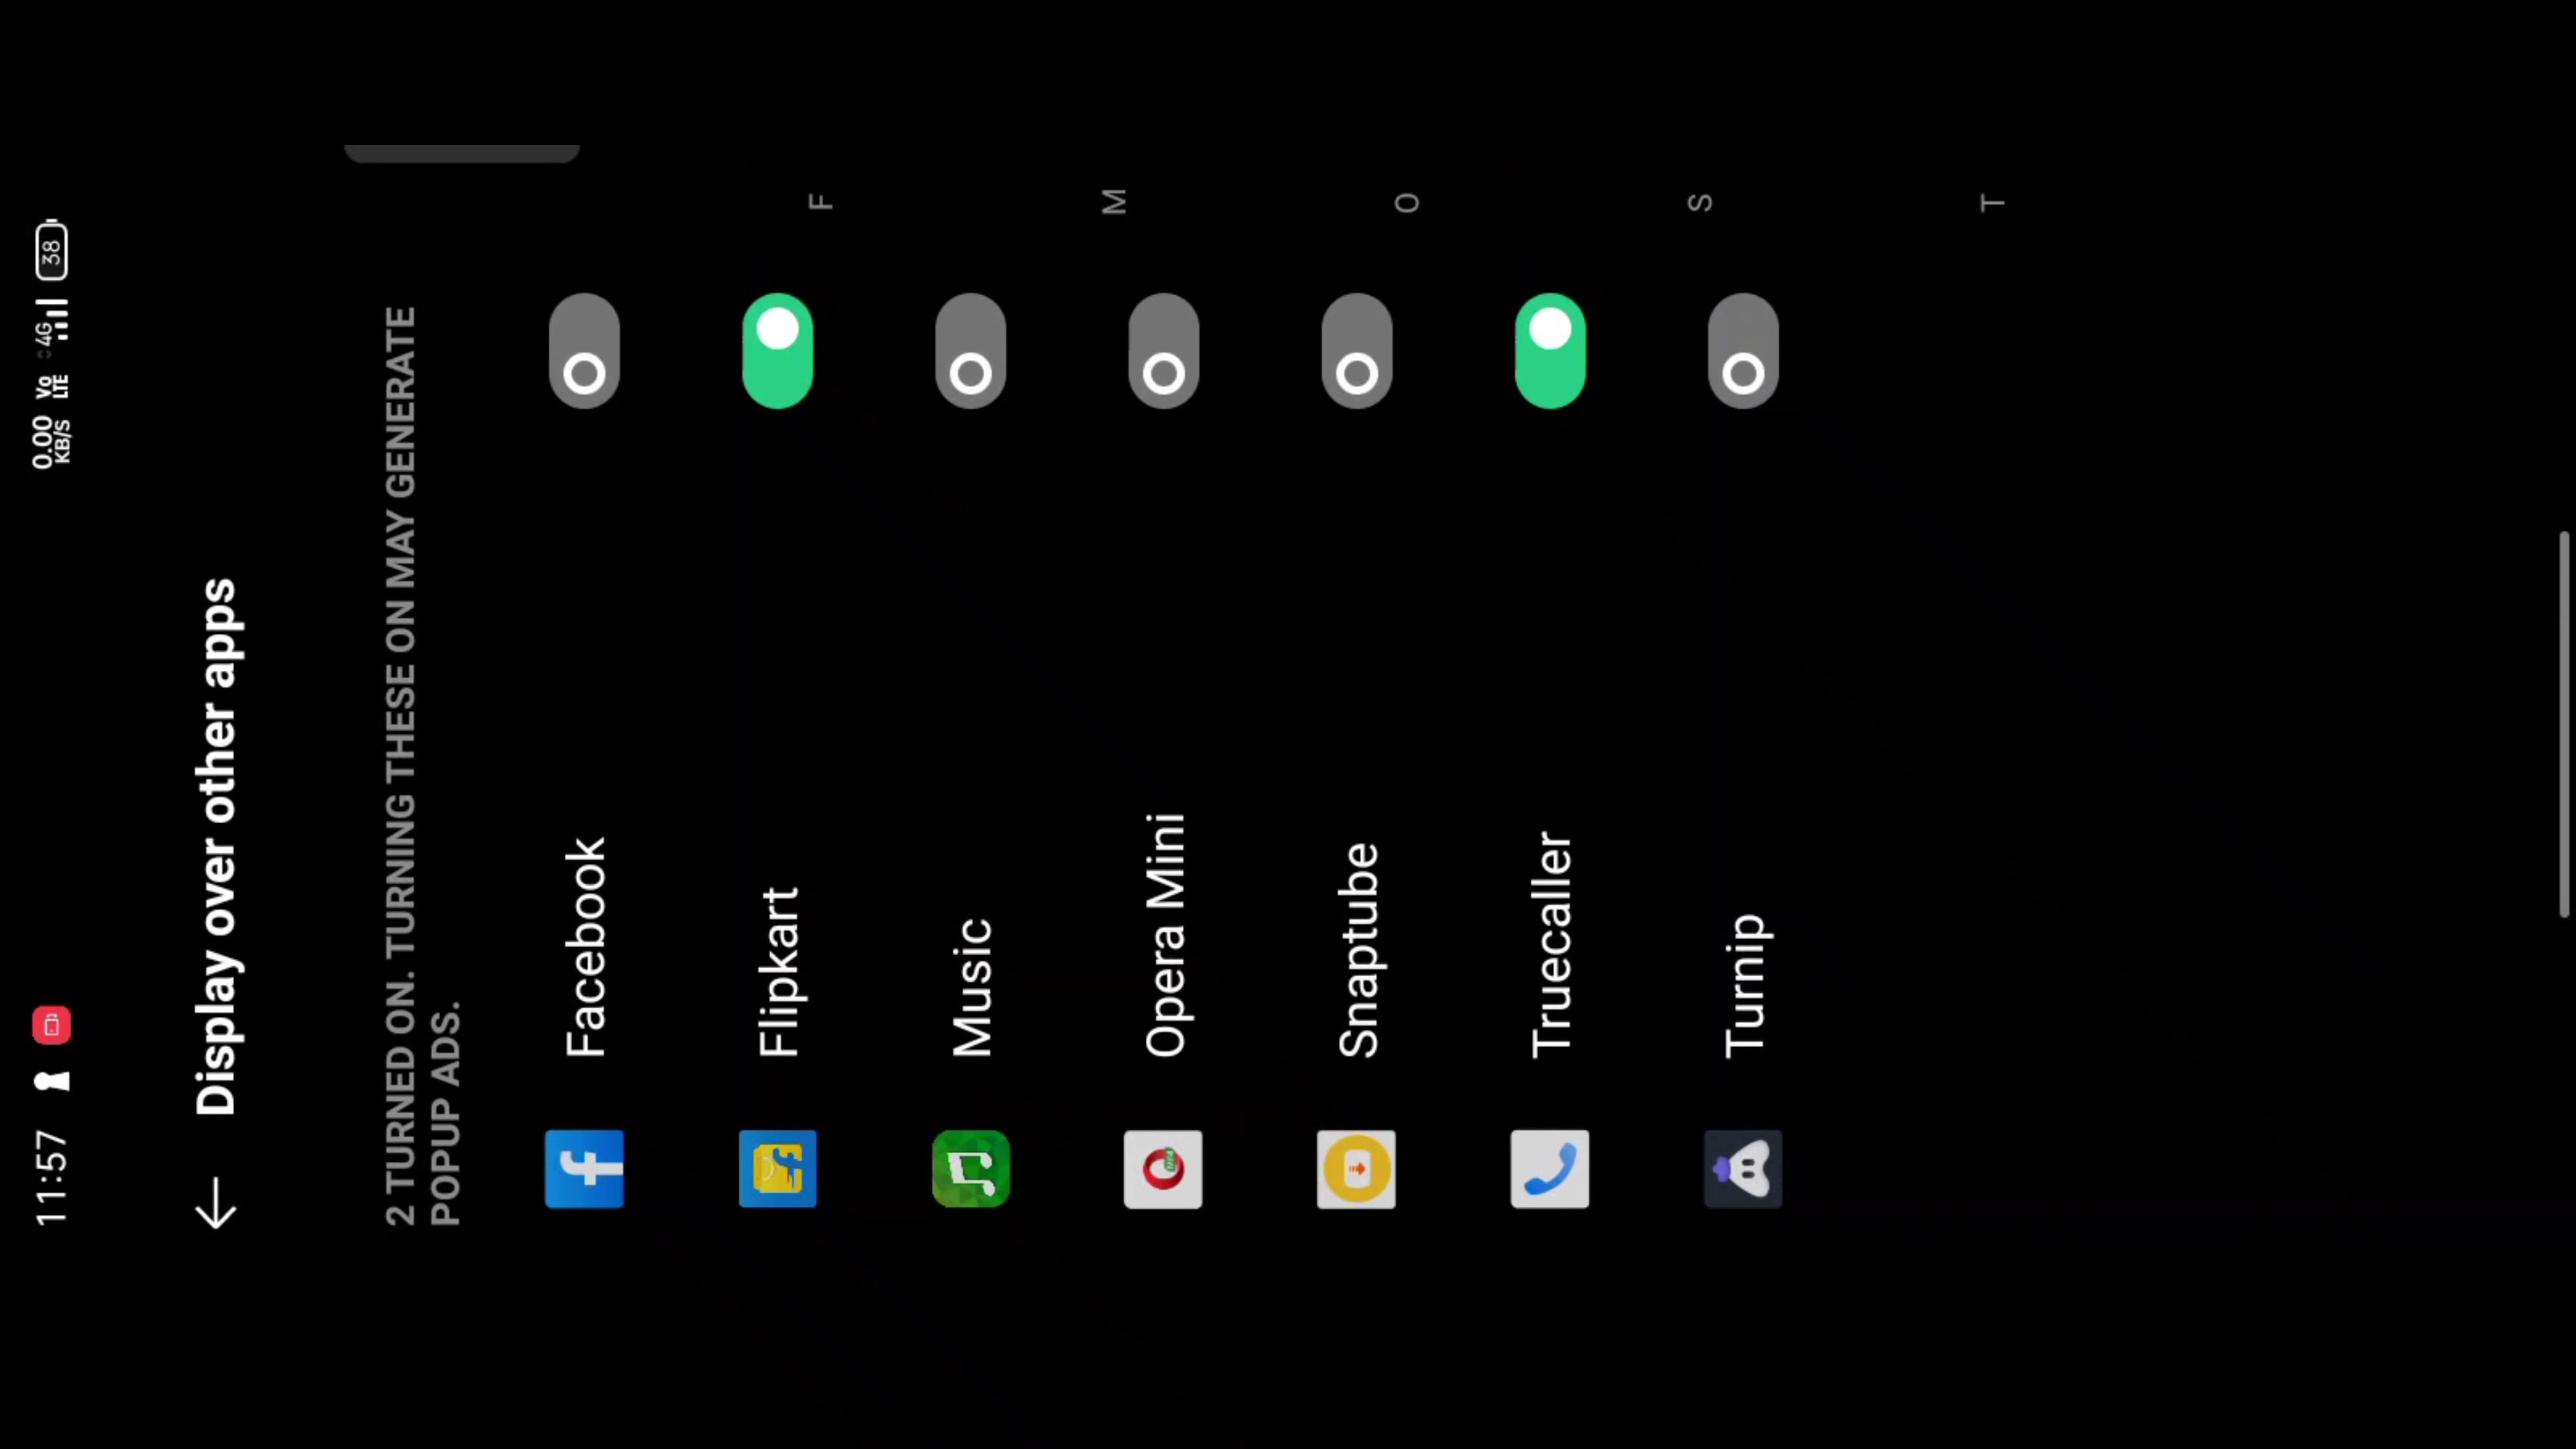 11:57
0.00 KB/S
Vo LTE
4G
38
Display over other apps
2 TURNED ON. TURNING THESE ON MAY GENERATE
POPUP ADS.
Facebook
Flipkart
Music
Opera Mini
Snaptube
Truecaller
Turnip
F
M
O
S
T